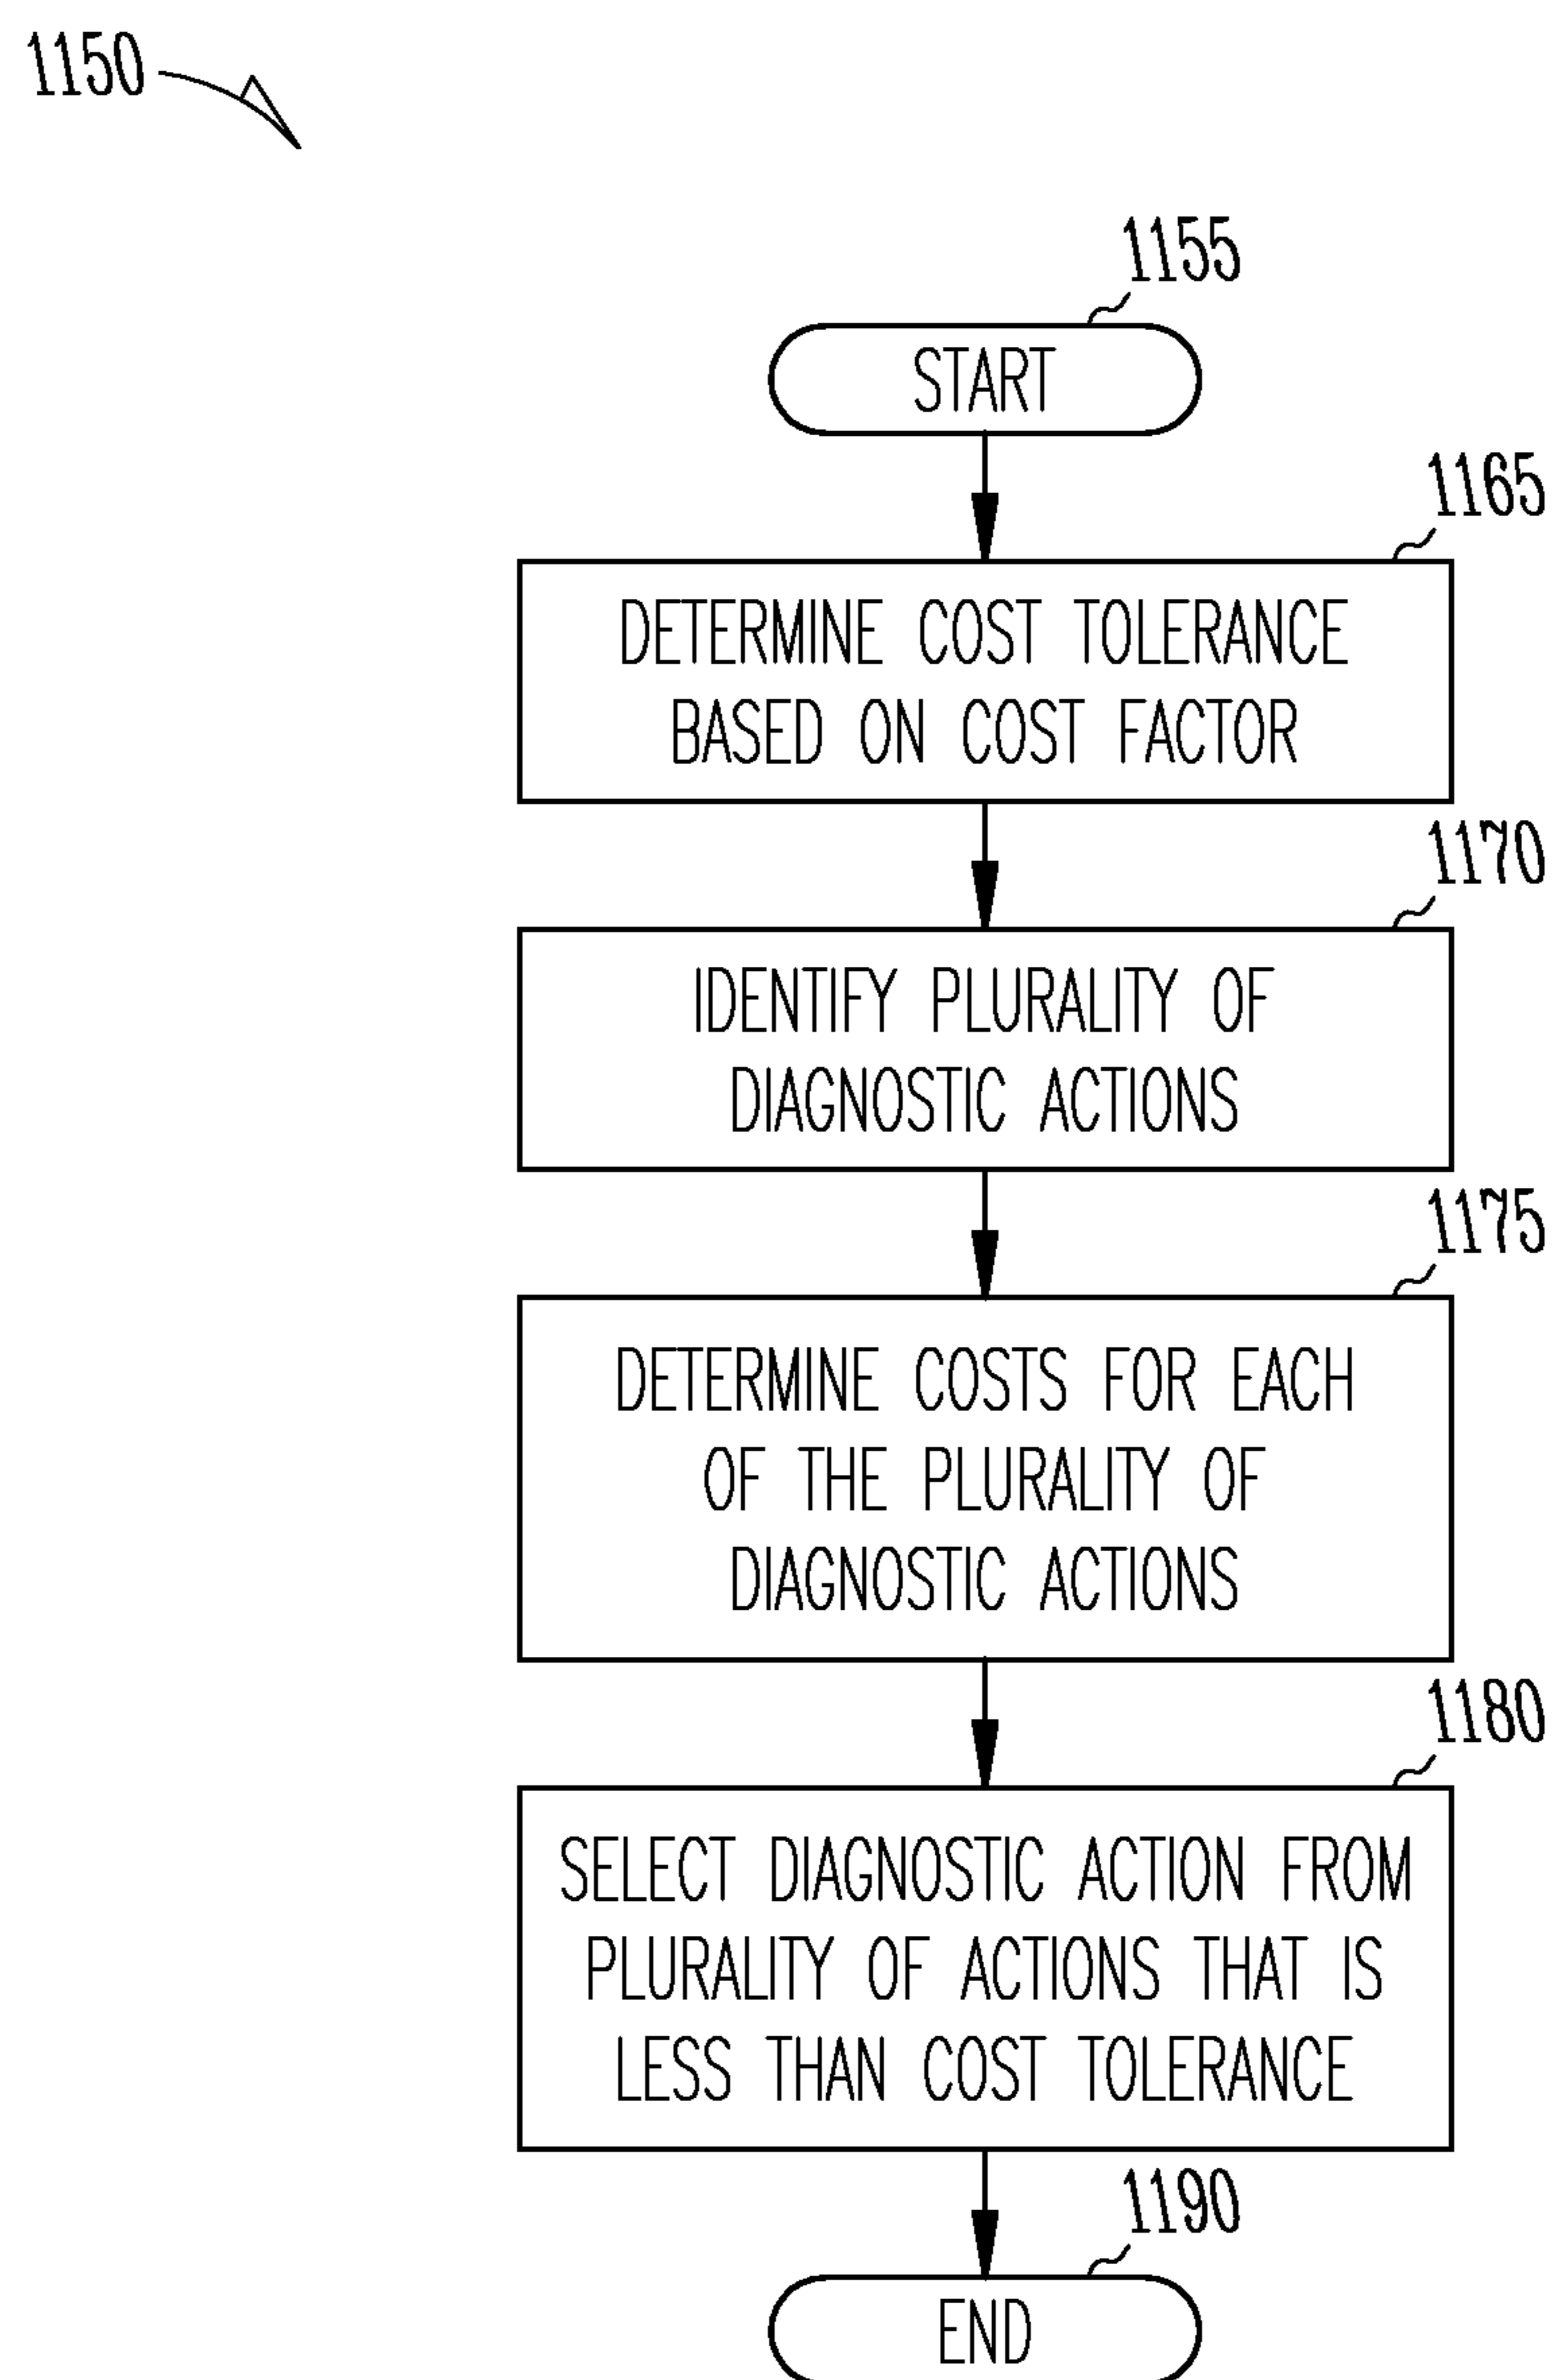 1150
1155
START
1165
DETERMINE COST TOLERANCE
BASED ON COST FACTOR
1170
IDENTIFY PLURALITY OF
DIAGNOSTIC ACTIONS
1175
DETERMINE COSTS FOR EACH
OF THE PLURALITY OF
DIAGNOSTIC ACTIONS
1180
SELECT DIAGNOSTIC ACTION FROM
PLURALITY OF ACTIONS THAT IS
LESS THAN COST TOLERANCE
1190
END